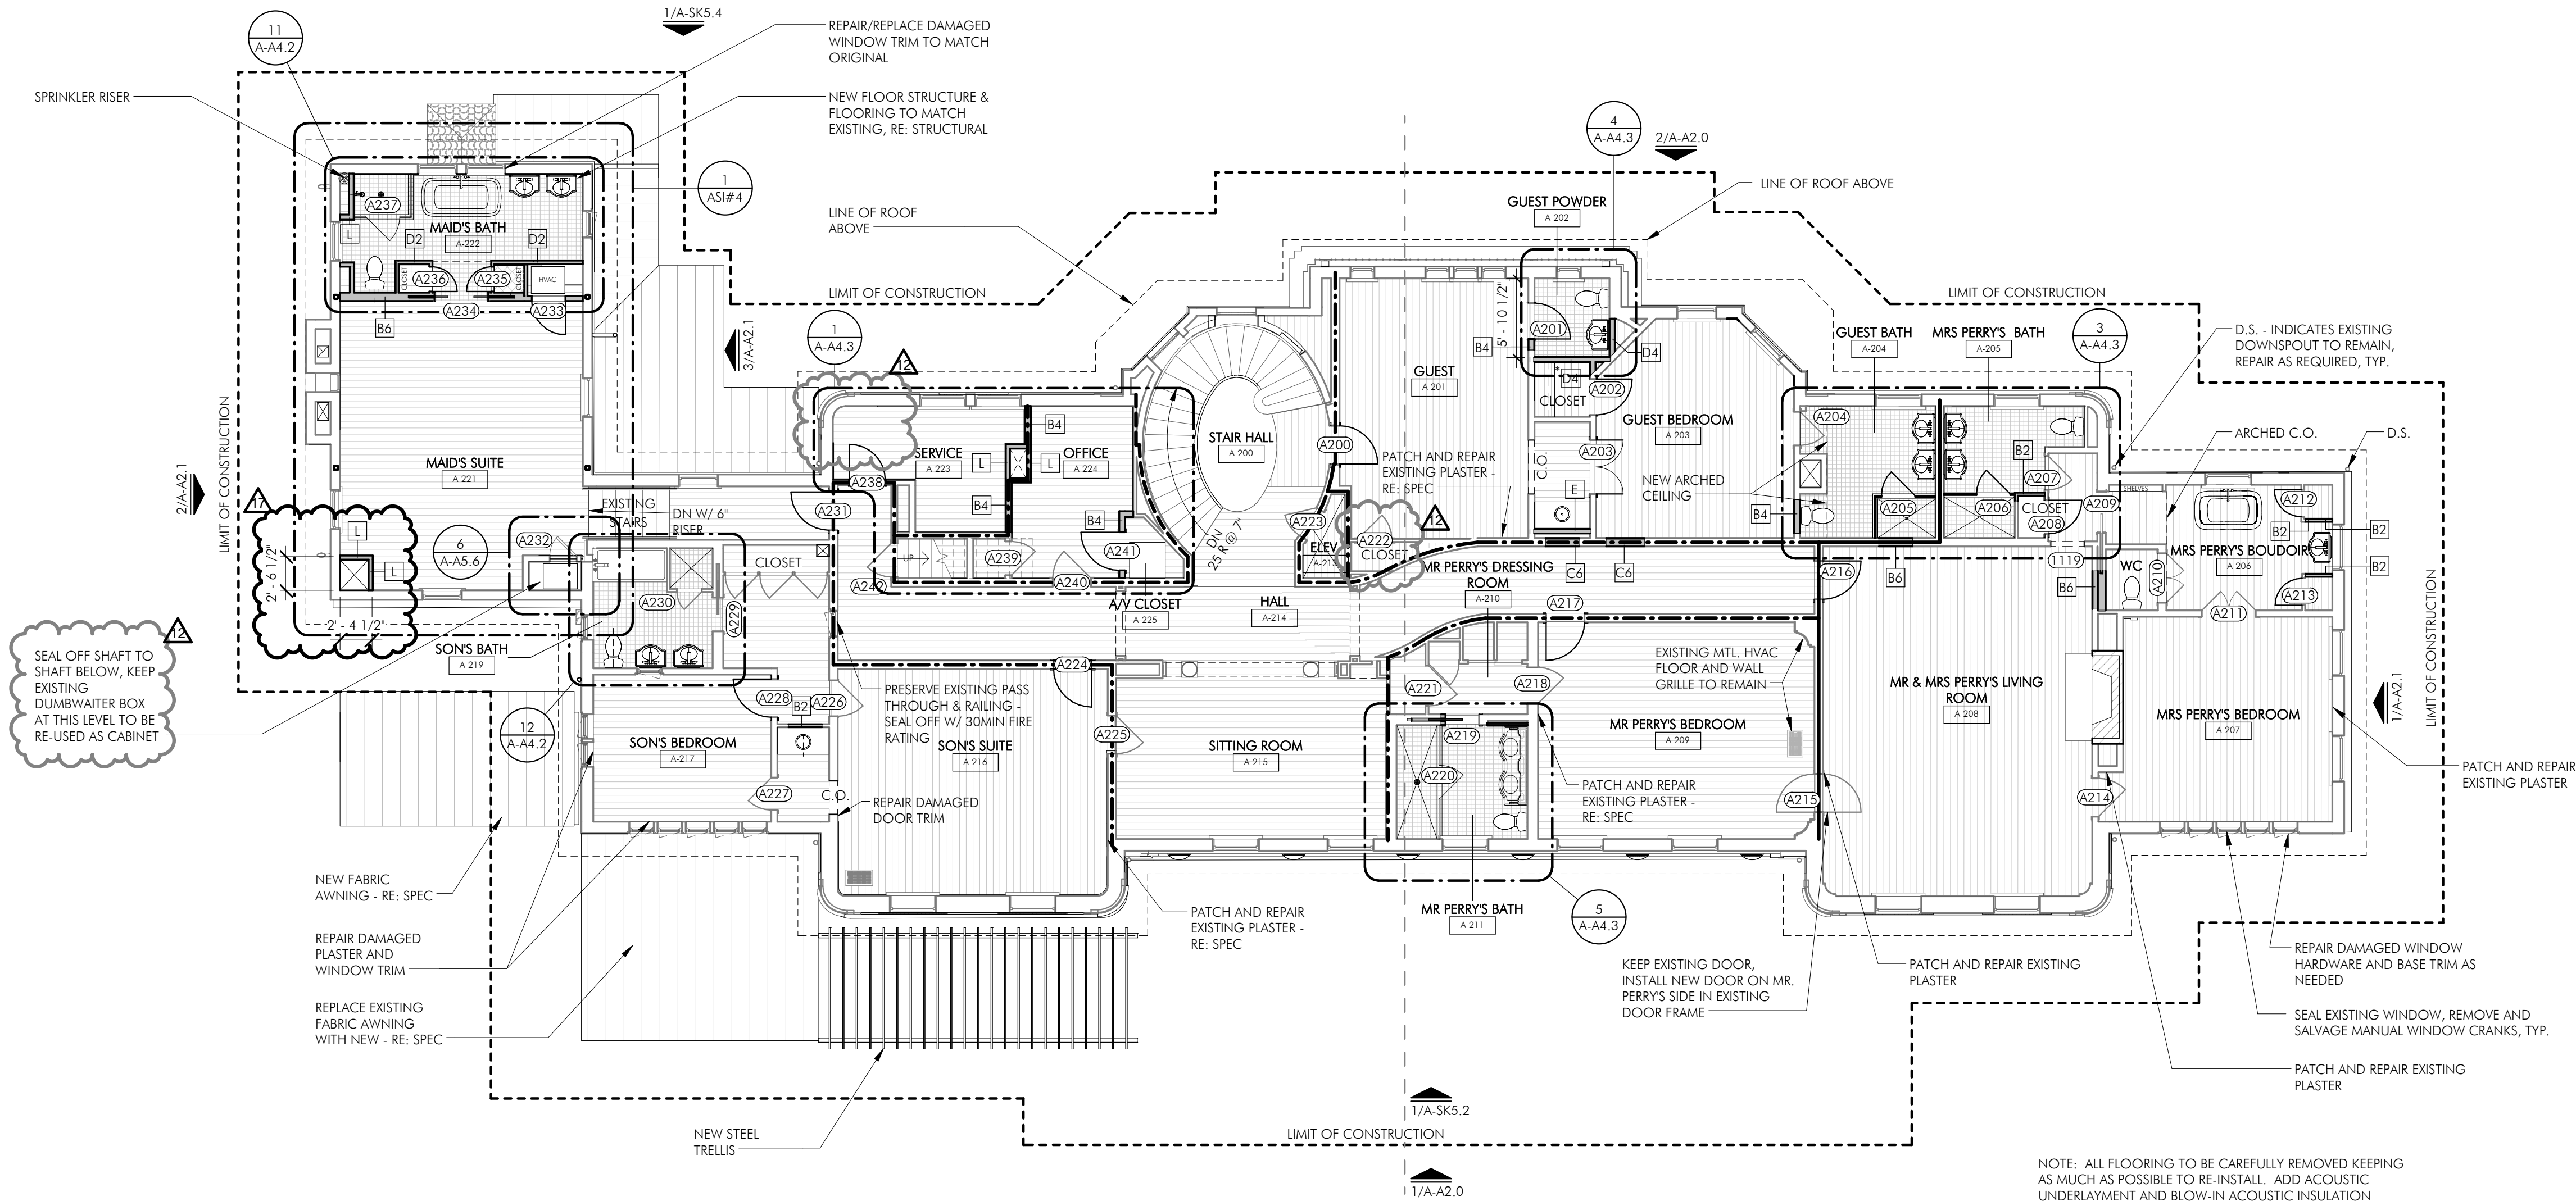 1/A-SK5.4
11
A-A4.2
REPAIR/REPLACE DAMAGED
WINDOW TRIM TO MATCH
ORIGINAL
SPRINKLER RISER
NEW FLOOR STRUCTURE &
FLOORING TO MATCH
EXISTING, RE: STRUCTURAL
4
A-A4.3
2/A-A2.0
1
ASI#4
LINE OF ROOF ABOVE
GUEST POWDER
A-202
LINE OF ROOF
ABOVE
A237
MAID'S BATH
A-222
L
D2
D2
CLOSET
A236
A235
CLOSET
HVAC
A234
A233
B6
LIMIT OF CONSTRUCTION
LIMIT OF CONSTRUCTION
1
A-A4.3
3/A-A2.1
12
5' - 10 1/2"
A201
B4
D4
D4
GUEST BATH
A-204
MRS PERRY'S BATH
A-205
3
A-A4.3
D.S. - INDICATES EXISTING
DOWNSPOUT TO REMAIN,
REPAIR AS REQUIRED, TYP.
GUEST
A-201
A202
CLOSET
GUEST BEDROOM
A-203
A204
LIMIT OF CONSTRUCTION
MAID'S SUITE
A-221
2/A-A2.1
B4
SERVICE
A-223
OFFICE
A-224
L
L
STAIR HALL
A-200
A200
PATCH AND REPAIR
EXISTING PLASTER -
RE: SPEC
C.O.
A203
E
NEW ARCHED
CEILING
B2
A207
ARCHED C.O.
D.S.
A238
17
EXISTING
STAIRS
DN W/ 6"
RISER
A231
B4
B4
DN
25 R @ 7"
A223
A222
12
CLOSET
B4
A205
A206
CLOSET
A208
A209
SHELVES
A212
B2
B2
L
L
2' - 6 1/2"
2' - 4 1/2"
6
A-A5.6
A232
CLOSET
UP
A239
A241
A242
A240
ELEV
A-213
C6
C6
B6
1119
WC
A210
MRS PERRY'S BOUDOIR
A-206
B2
A213
A211
B6
A216
A230
A229
A/V CLOSET
A-225
HALL
A-214
MR PERRY'S DRESSING
ROOM
A-210
A217
12
SEAL OFF SHAFT TO
SHAFT BELOW, KEEP
EXISTING
DUMBWAITER BOX
AT THIS LEVEL TO BE
RE-USED AS CABINET
SON'S BATH
A-219
12
A-A4.2
A228
B2
A226
PRESERVE EXISTING PASS
THROUGH & RAILING -
SEAL OFF W/ 30MIN FIRE
RATING
A224
A221
A218
EXISTING MTL. HVAC
FLOOR AND WALL
GRILLE TO REMAIN
MR & MRS PERRY'S LIVING
ROOM
A-208
MRS PERRY'S BEDROOM
A-207
1/A-A2.1
LIMIT OF CONSTRUCTION
SON'S BEDROOM
A-217
SON'S SUITE
A-216
A225
SITTING ROOM
A-215
A219
MR PERRY'S BEDROOM
A-209
A220
PATCH AND REPAIR
EXISTING PLASTER
A227
C.O.
REPAIR DAMAGED
DOOR TRIM
PATCH AND REPAIR
EXISTING PLASTER -
RE: SPEC
A215
A214
NEW FABRIC
AWNING - RE: SPEC
PATCH AND REPAIR
EXISTING PLASTER -
RE: SPEC
MR PERRY'S BATH
A-211
5
A-A4.3
REPAIR DAMAGED
PLASTER AND
WINDOW TRIM
KEEP EXISTING DOOR,
INSTALL NEW DOOR ON MR.
PERRY'S SIDE IN EXISTING
DOOR FRAME
PATCH AND REPAIR EXISTING
PLASTER
REPAIR DAMAGED WINDOW
HARDWARE AND BASE TRIM AS
NEEDED
REPLACE EXISTING
FABRIC AWNING
WITH NEW - RE: SPEC
SEAL EXISTING WINDOW, REMOVE AND
SALVAGE MANUAL WINDOW CRANKS, TYP.
PATCH AND REPAIR EXISTING
PLASTER
1/A-SK5.2
NEW STEEL
TRELLIS
LIMIT OF CONSTRUCTION
1/A-A2.0
NOTE: ALL FLOORING TO BE CAREFULLY REMOVED KEEPING
AS MUCH AS POSSIBLE TO RE-INSTALL. ADD ACOUSTIC
UNDERLAYMENT AND BLOW-IN ACOUSTIC INSULATION